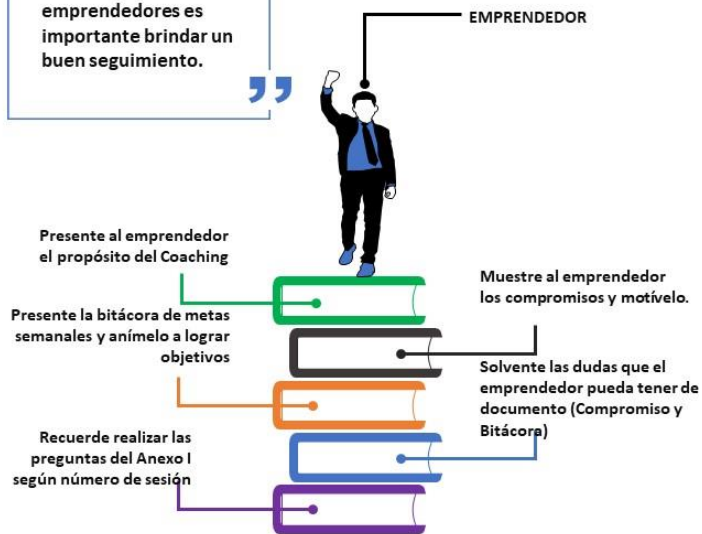 emprendedores es
importante brindar un
buen seguimiento.
”
EMPRENDEDOR
Presente al emprendedor
el propósito del Coaching
Muestre al emprendedor
los compromisos y motívelo.
Presente la bitácora de metas
semanales y anímelo a lograr
objetivos
Solvente las dudas que el
emprendedor pueda tener de
documento (Compromiso y
Bitácora)
Recuerde realizar las
preguntas del Anexo I
según número de sesión